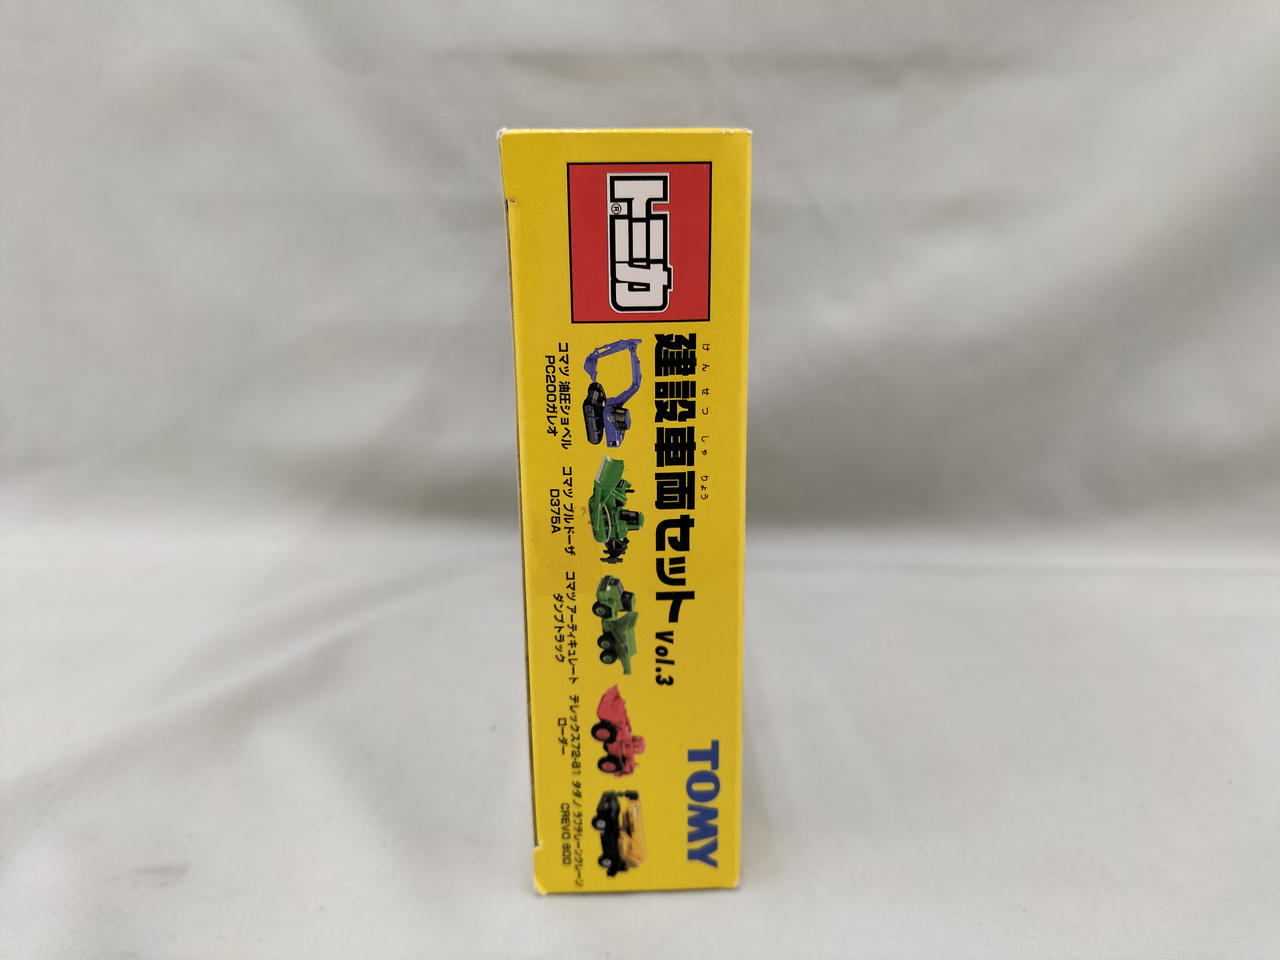 トミカ®
けんせつしゃりょう
建設車両セット Vol.3
TOMY
コマツ 油圧ショベル
PC200ガレオ
コマツ ブルドーザ
D375A
コマツ アーティキュレート
ダンプトラック
テレックス72-81
ローダー
タダノ ラフテレーンクレーン
CREVO 600